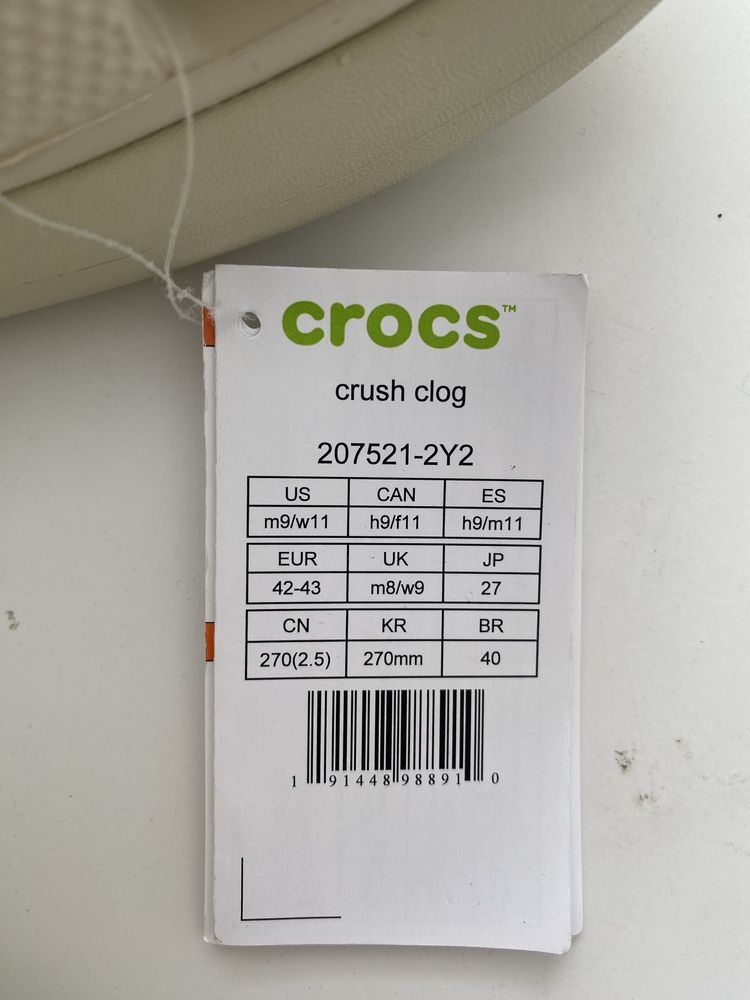 crocs™
crush clog
207521-2Y2
US CAN ES
m9/w11 h9/f11 h9/m11
EUR UK JP
42-43 m8/w9 27
CN KR BR
270(2.5) 270mm 40
1 91448 98891 0